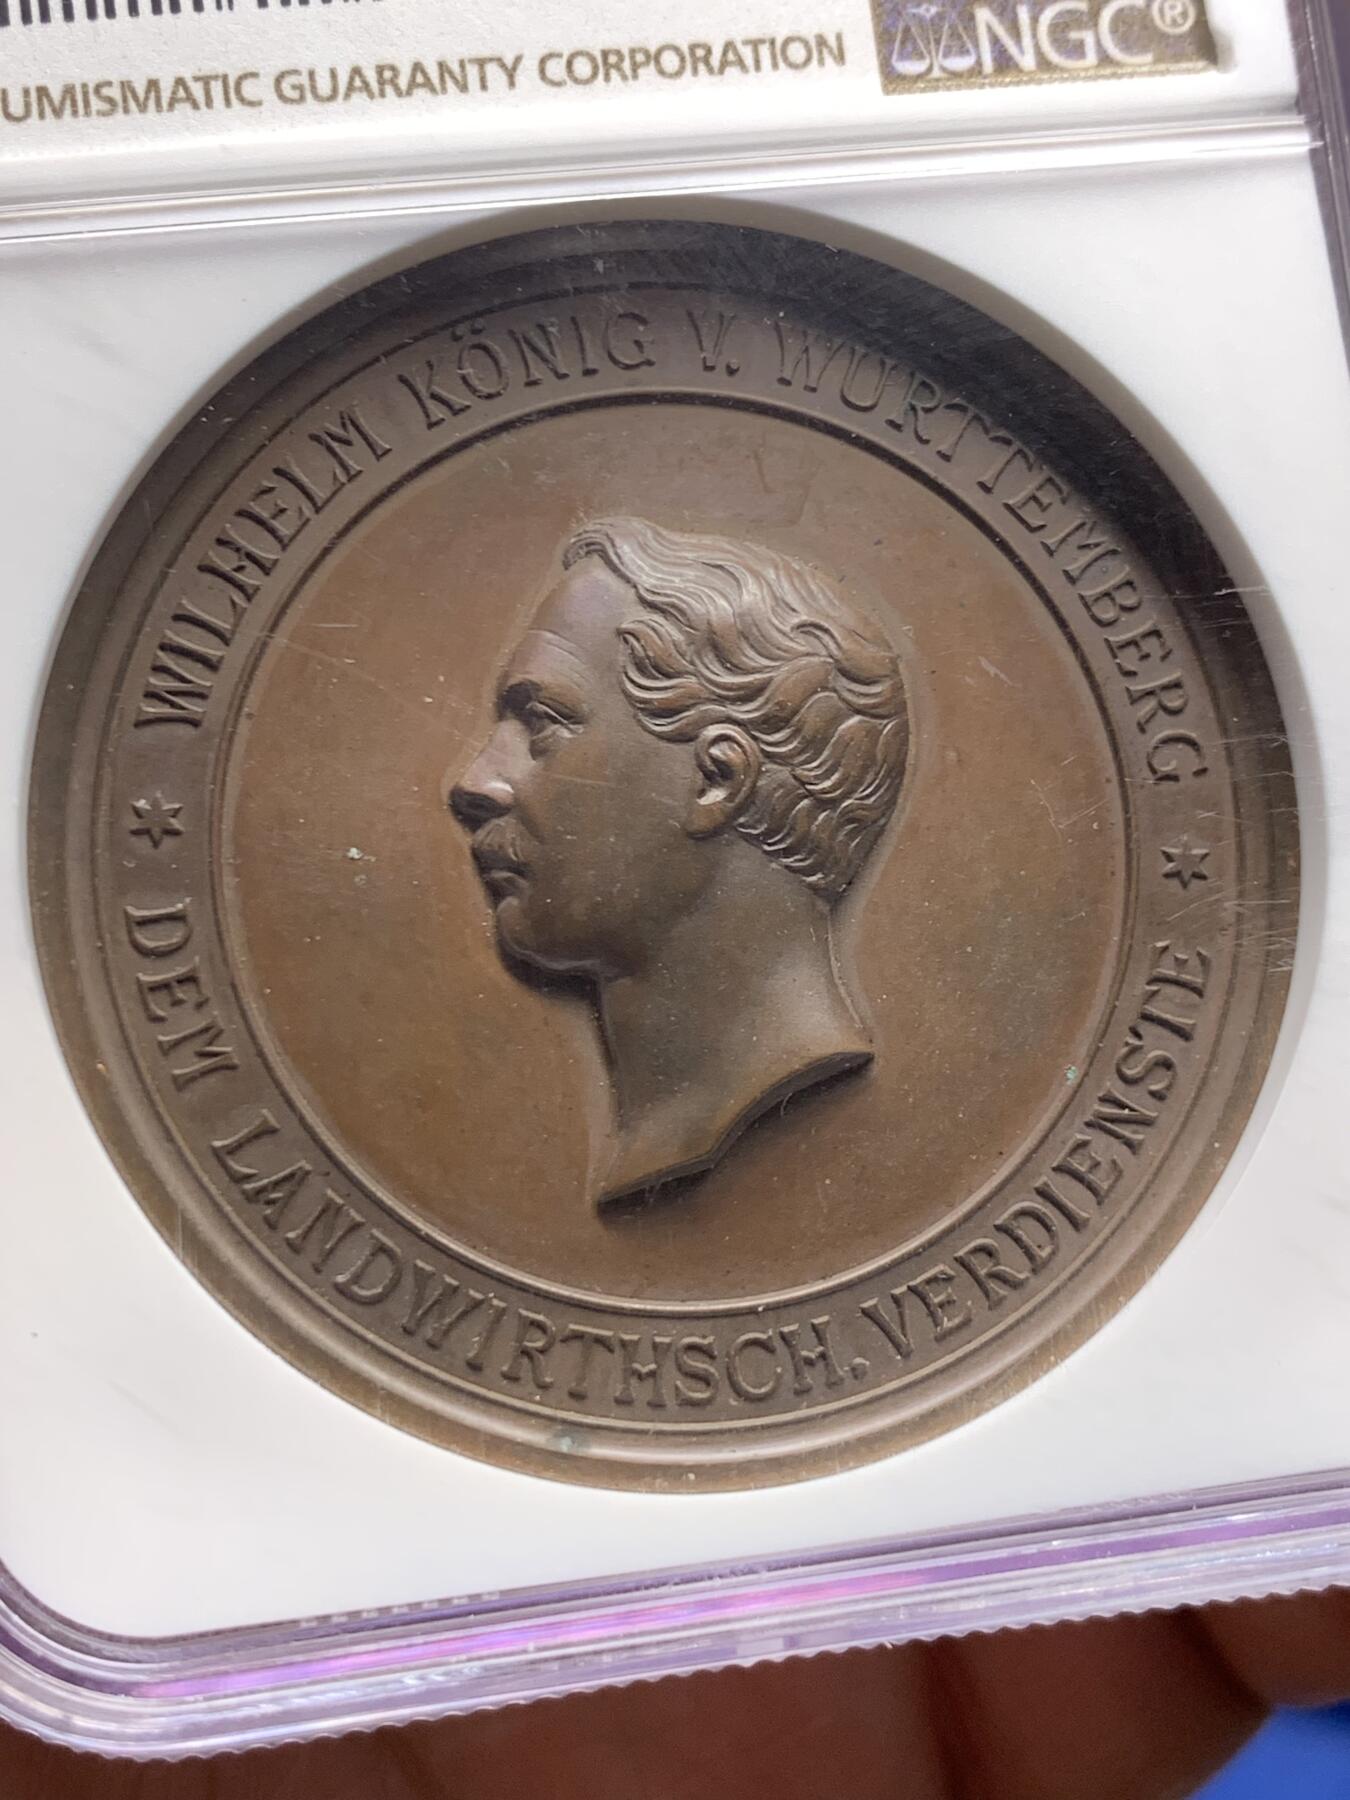 UMISMATIC GUARANTY CORPORATION
NGC®
WILHELM KÖNIG V. WÜRTTEMBERG
* DEM LANDWIRTHSCH. VERDIENSTE *